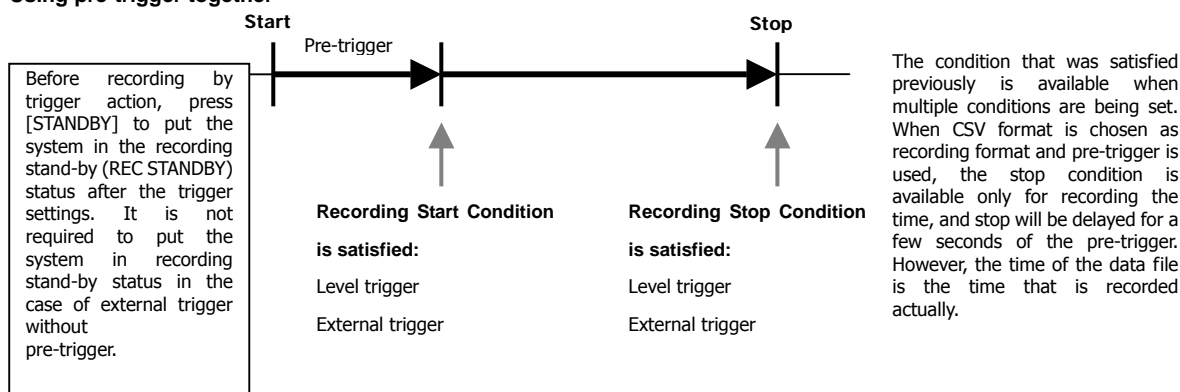 Using pre-trigger together
Start
Stop
Pre-trigger
Before recording by
trigger action, press
[STANDBY] to put the
system in the recording
stand-by (REC STANDBY)
status after the trigger
settings. It is not
required to put the
system in recording
stand-by status in the
case of external trigger
without
pre-trigger.
Recording Start Condition
is satisfied:
Level trigger
External trigger
Recording Stop Condition
is satisfied:
Level trigger
External trigger
The condition that was satisfied
previously is available when
multiple conditions are being set.
When CSV format is chosen as
recording format and pre-trigger is
used, the stop condition is
available only for recording the
time, and stop will be delayed for a
few seconds of the pre-trigger.
However, the time of the data file
is the time that is recorded
actually.